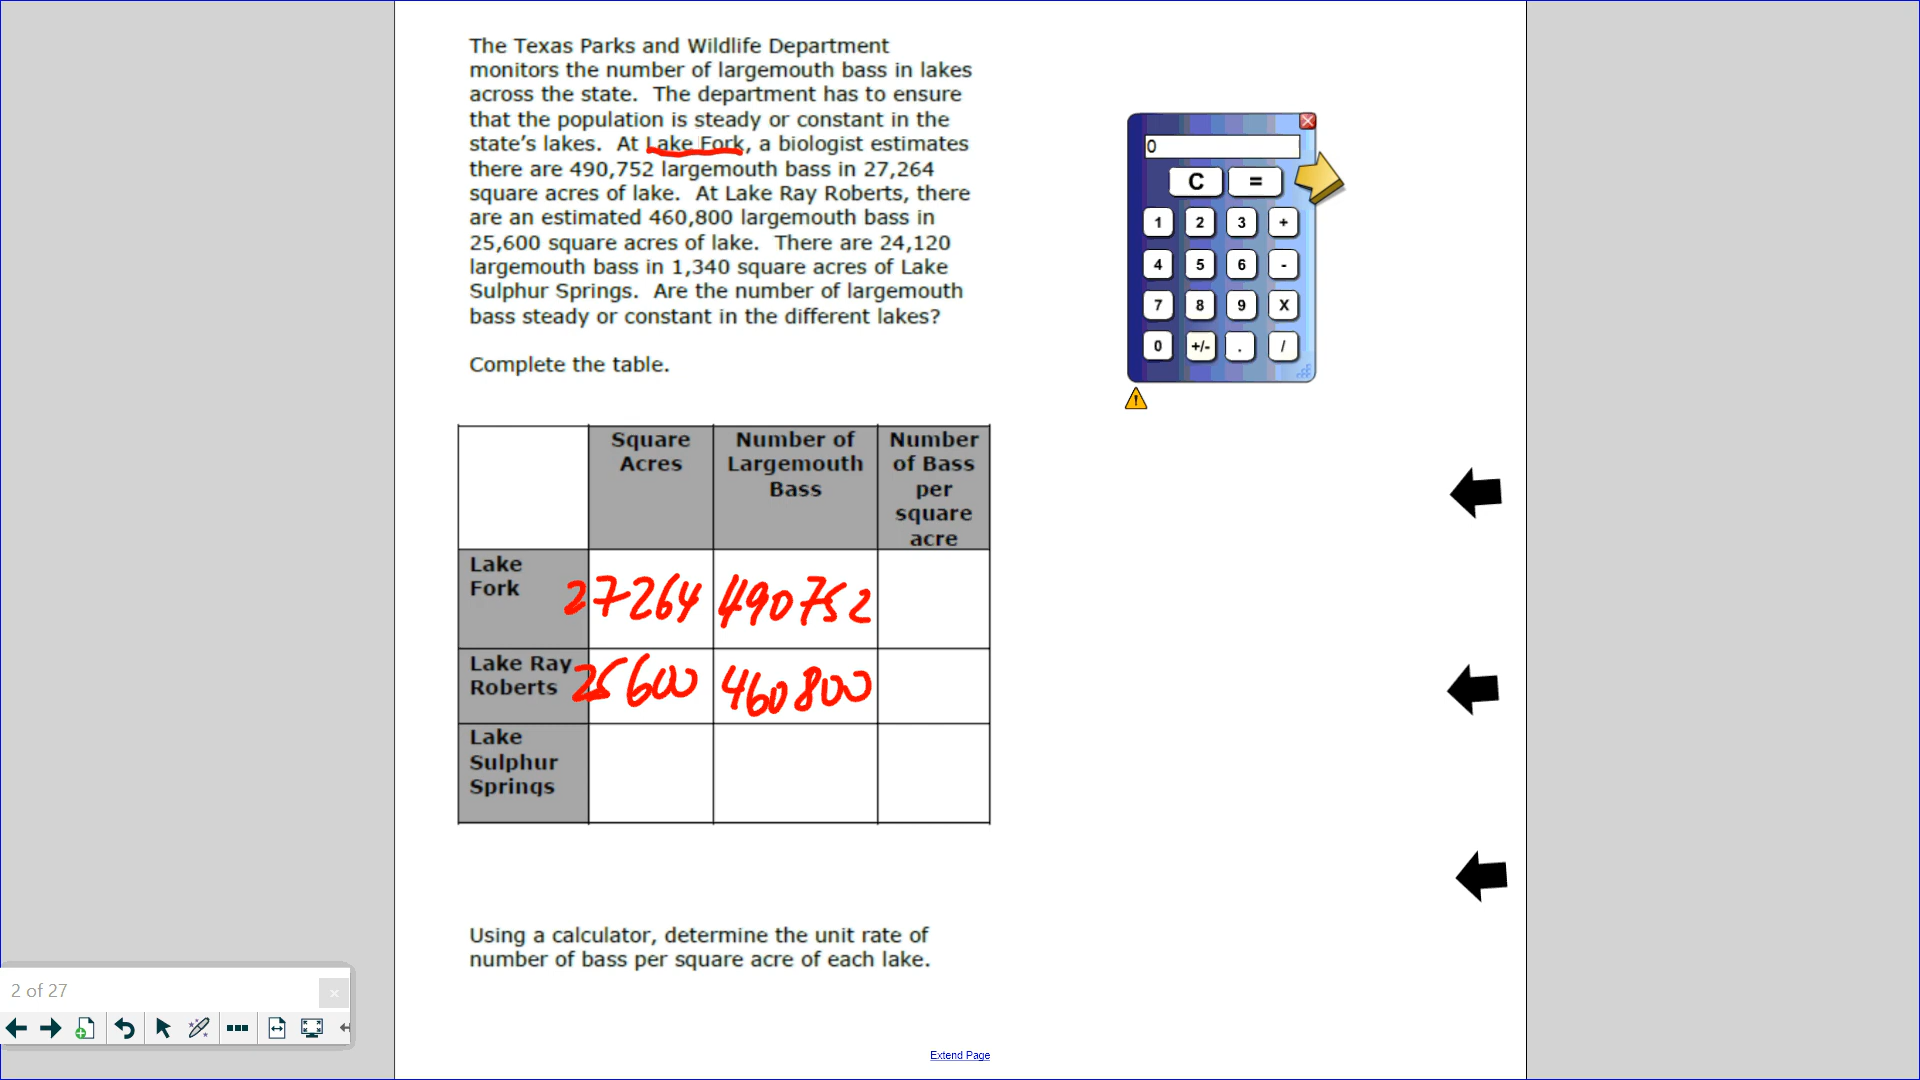 The Texas Parks and Wildlife Department
monitors the number of largemouth bass in lakes
across the state.  The department has to ensure
that the population is steady or constant in the
state's lakes.  At Lake Fork, a biologist estimates
there are 490,752 largemouth bass in 27,264
square acres of lake.  At Lake Ray Roberts, there
are an estimated 460,800 largemouth bass in
25,600 square acres of lake.  There are 24,120
largemouth bass in 1,340 square acres of Lake
Sulphur Springs.  Are the number of largemouth
bass steady or constant in the different lakes?
Complete the table.
0
C =
1 2 3 +
4 5 6 -
7 8 9 X
0 +/- . /
Square
Acres
Number of
Largemouth
Bass
Number
of Bass
per
square
acre
Lake
Fork
27264 490752
Lake Ray
Roberts
25600 460800
Lake
Sulphur
Springs
Using a calculator, determine the unit rate of
number of bass per square acre of each lake.
2 of 27
Extend Page